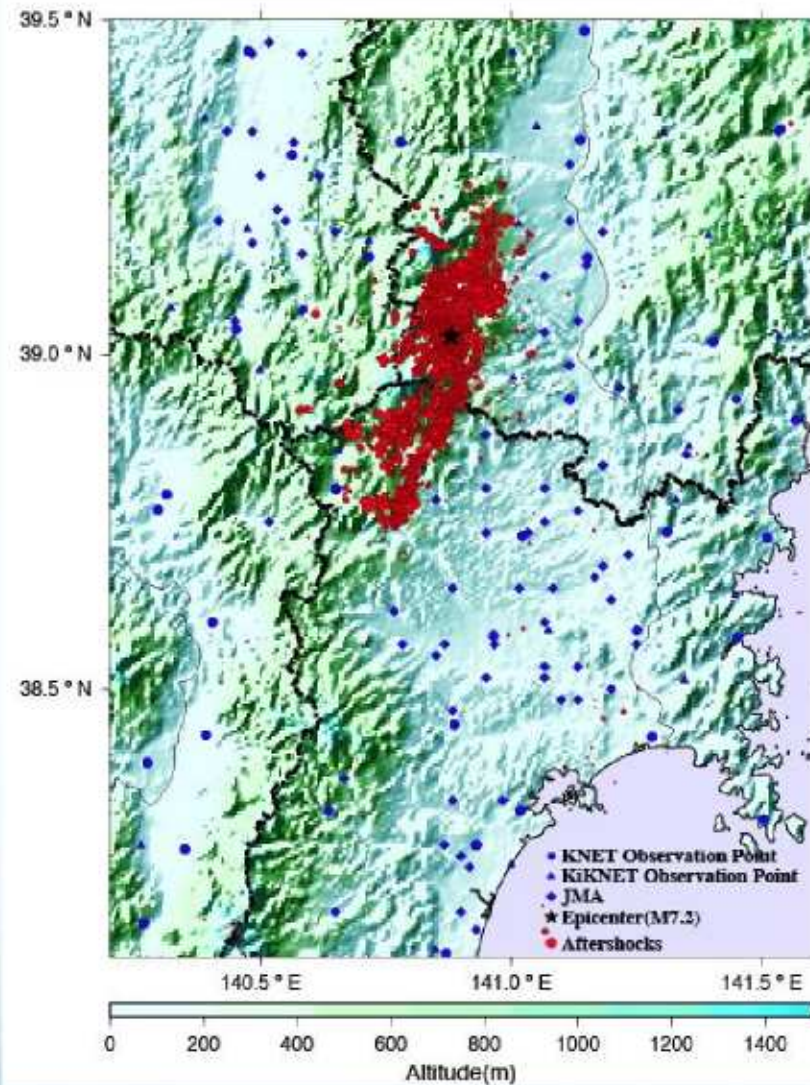 39.5 ° N
39.0 ° N
38.5 ° N
KNET Observation Point
KiKNET Observation Point
JMA
Epicenter(M7.2)
Aftershocks
140.5 ° E
141.0 ° E
141.5 ° E
0
200
400
600
800
1000
1200
1400
Altitude(m)